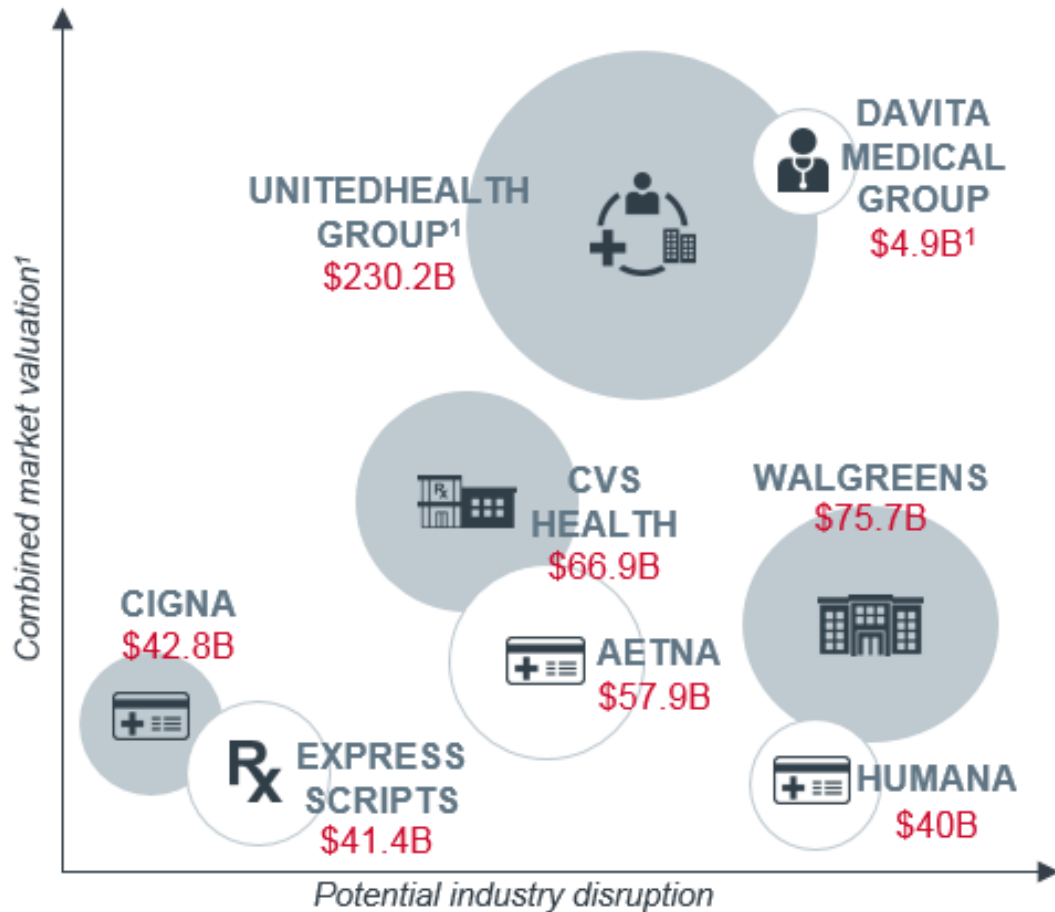 Combined market valuation¹
UNITEDHEALTH
GROUP¹
$230.2B
DAVITA
MEDICAL
GROUP
$4.9B¹
CVS
HEALTH
$66.9B
WALGREENS
$75.7B
CIGNA
$42.8B
AETNA
$57.9B
Rx
EXPRESS
SCRIPTS
$41.4B
HUMANA
$40B
Rx
Potential industry disruption